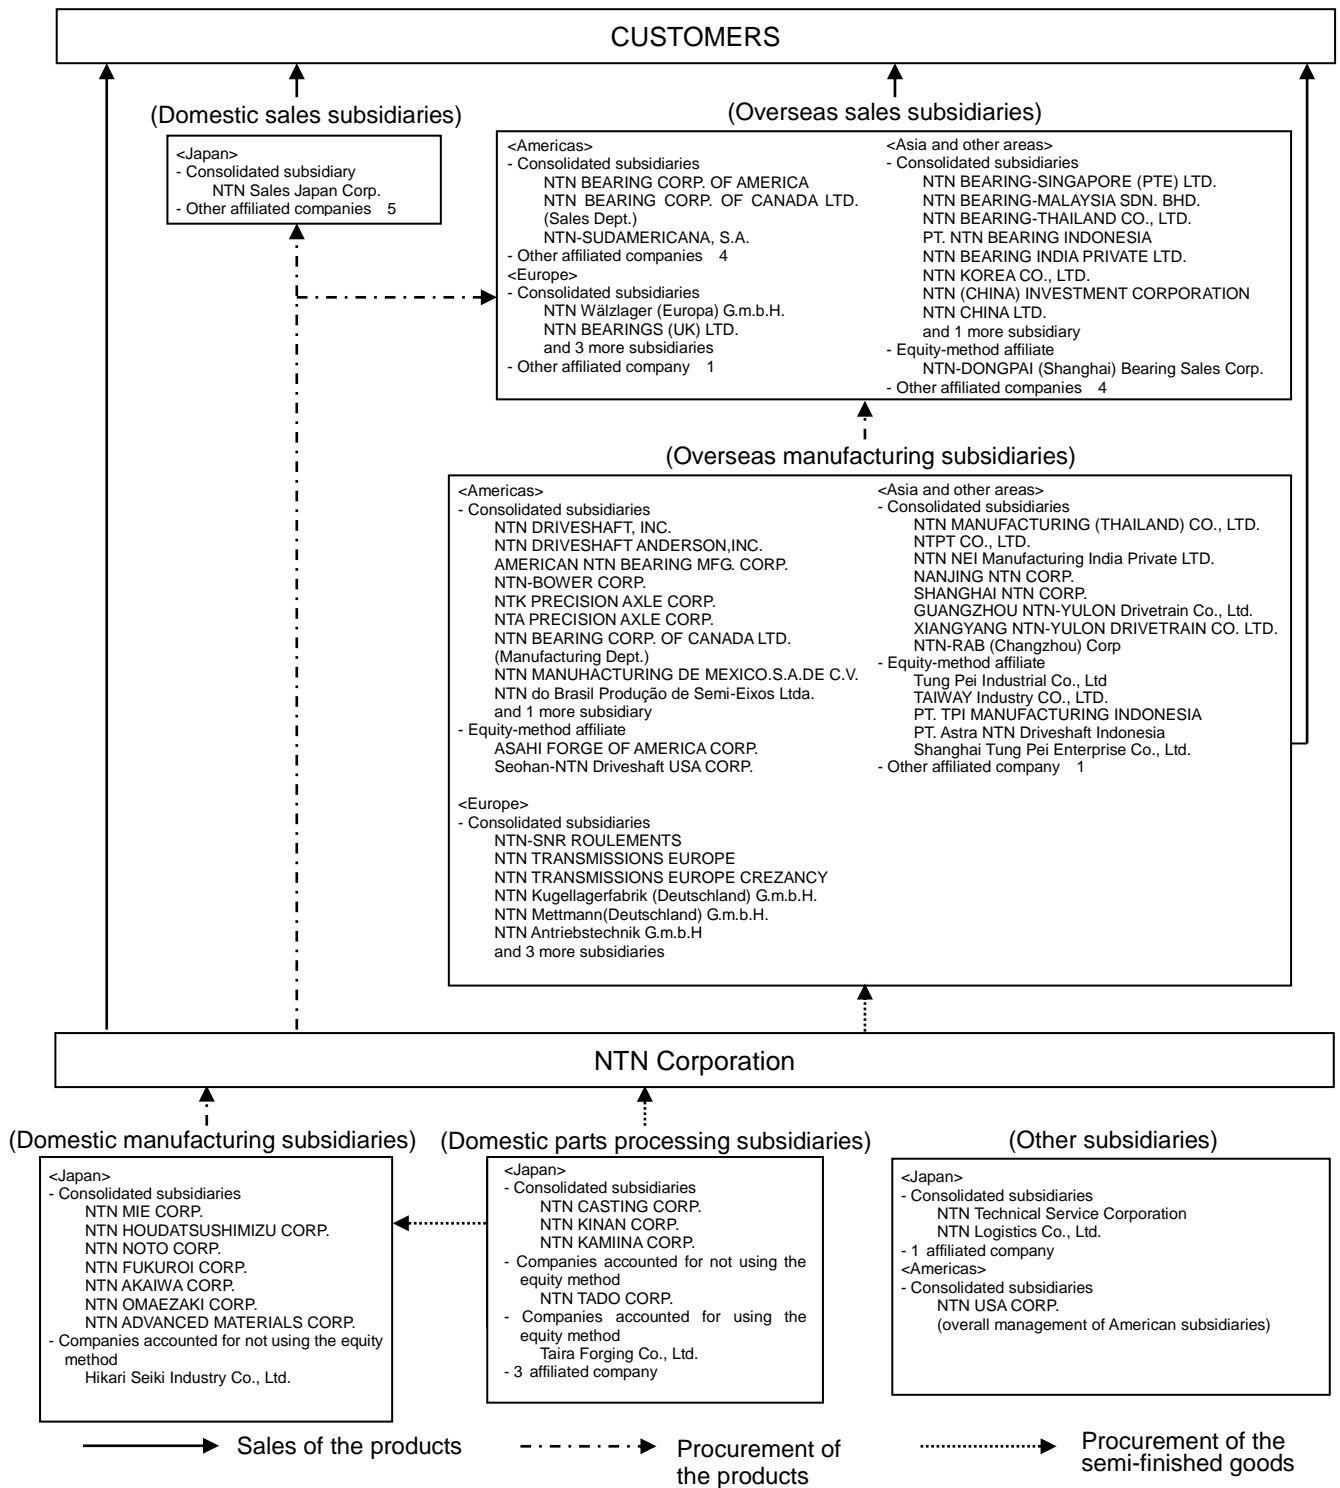 CUSTOMERS
(Domestic sales subsidiaries)
<Japan>
- Consolidated subsidiary
NTN Sales Japan Corp.
- Other affiliated companies 5
(Overseas sales subsidiaries)
<Americas>
- Consolidated subsidiaries
NTN BEARING CORP. OF AMERICA
NTN BEARING CORP. OF CANADA LTD.
(Sales Dept.)
NTN-SUDAMERICANA, S.A.
- Other affiliated companies 4
<Europe>
- Consolidated subsidiaries
NTN Wälzlager (Europa) G.m.b.H.
NTN BEARINGS (UK) LTD.
and 3 more subsidiaries
- Other affiliated company 1
<Asia and other areas>
- Consolidated subsidiaries
NTN BEARING-SINGAPORE (PTE) LTD.
NTN BEARING-MALAYSIA SDN. BHD.
NTN BEARING-THAILAND CO., LTD.
PT. NTN BEARING INDONESIA
NTN BEARING INDIA PRIVATE LTD.
NTN KOREA CO., LTD.
NTN (CHINA) INVESTMENT CORPORATION
NTN CHINA LTD.
and 1 more subsidiary
- Equity-method affiliate
NTN-DONGPAI (Shanghai) Bearing Sales Corp.
- Other affiliated companies 4
(Overseas manufacturing subsidiaries)
<Americas>
- Consolidated subsidiaries
NTN DRIVESHAFT, INC.
NTN DRIVESHAFT ANDERSON,INC.
AMERICAN NTN BEARING MFG. CORP.
NTN-BOWER CORP.
NTK PRECISION AXLE CORP.
NTA PRECISION AXLE CORP.
NTN BEARING CORP. OF CANADA LTD.
(Manufacturing Dept.)
NTN MANUHACTURING DE MEXICO.S.A.DE C.V.
NTN do Brasil Produção de Semi-Eixos Ltda.
and 1 more subsidiary
- Equity-method affiliate
ASAHI FORGE OF AMERICA CORP.
Seohan-NTN Driveshaft USA CORP.
<Europe>
- Consolidated subsidiaries
NTN-SNR ROULEMENTS
NTN TRANSMISSIONS EUROPE
NTN TRANSMISSIONS EUROPE CREZANCY
NTN Kugellagerfabrik (Deutschland) G.m.b.H.
NTN Mettmann(Deutschland) G.m.b.H.
NTN Antriebstechnik G.m.b.H
and 3 more subsidiaries
<Asia and other areas>
- Consolidated subsidiaries
NTN MANUFACTURING (THAILAND) CO., LTD.
NTPT CO., LTD.
NTN NEI Manufacturing India Private LTD.
NANJING NTN CORP.
SHANGHAI NTN CORP.
GUANGZHOU NTN-YULON Drivetrain Co., Ltd.
XIANGYANG NTN-YULON DRIVETRAIN CO. LTD.
NTN-RAB (Changzhou) Corp
- Equity-method affiliate
Tung Pei Industrial Co., Ltd
TAIWAY Industry CO., LTD.
PT. TPI MANUFACTURING INDONESIA
PT. Astra NTN Driveshaft Indonesia
Shanghai Tung Pei Enterprise Co., Ltd.
- Other affiliated company 1
NTN Corporation
(Domestic manufacturing subsidiaries)
<Japan>
- Consolidated subsidiaries
NTN MIE CORP.
NTN HOUDATSUSHIMIZU CORP.
NTN NOTO CORP.
NTN FUKUROI CORP.
NTN AKAIWA CORP.
NTN OMAEZAKI CORP.
NTN ADVANCED MATERIALS CORP.
- Companies accounted for not using the equity
method
Hikari Seiki Industry Co., Ltd.
(Domestic parts processing subsidiaries)
<Japan>
- Consolidated subsidiaries
NTN CASTING CORP.
NTN KINAN CORP.
NTN KAMIINA CORP.
- Companies accounted for not using the
equity method
NTN TADO CORP.
- Companies accounted for using the
equity method
Taira Forging Co., Ltd.
- 3 affiliated company
(Other subsidiaries)
<Japan>
- Consolidated subsidiaries
NTN Technical Service Corporation
NTN Logistics Co., Ltd.
- 1 affiliated company
<Americas>
- Consolidated subsidiaries
NTN USA CORP.
(overall management of American subsidiaries)
Sales of the products
Procurement of
the products
Procurement of the
semi-finished goods